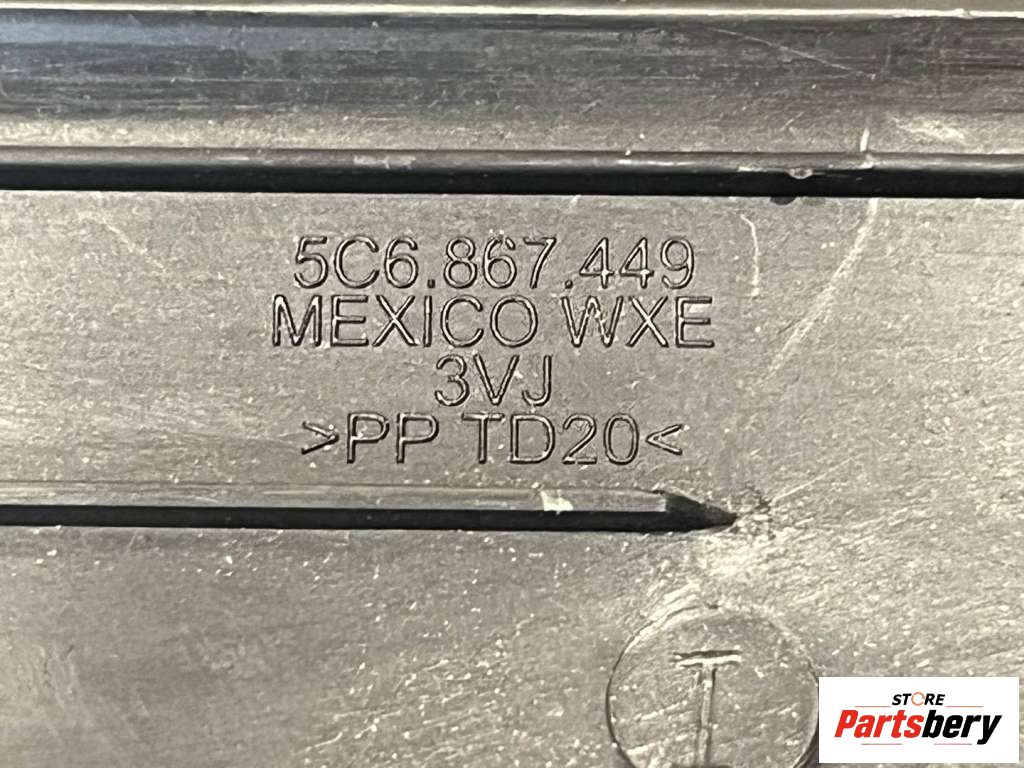 5C6.867.449
MEXICO WXE
3VJ
>PP TD20<
T
STORE
Partsbery